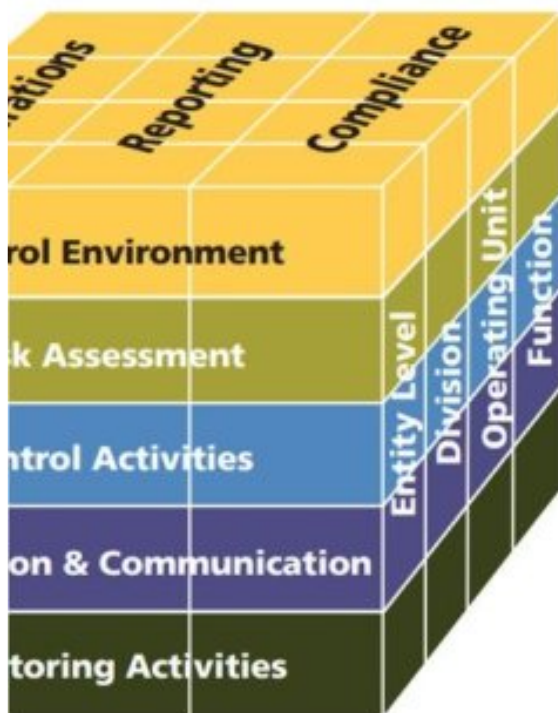 rations
Reporting
Compliance
rol Environment
sk Assessment
ntrol Activities
on & Communication
toring Activities
Entity Level
Division
Operating Unit
Function